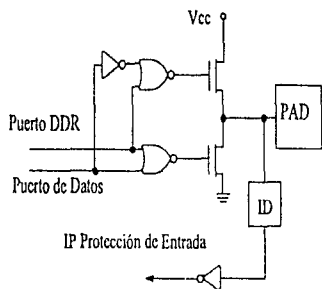 Vcc
PAD
Puerto DDR
Puerto de Datos
ID
IP Protección de Entrada